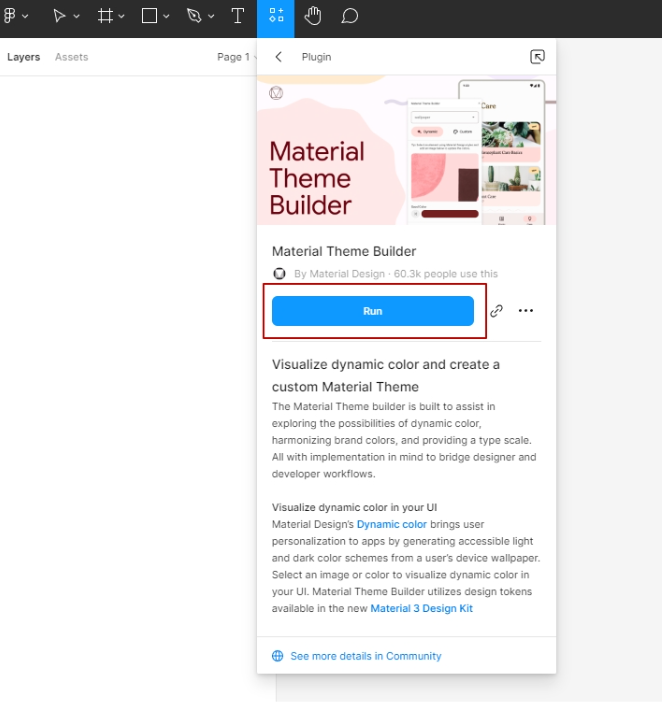 Layers
Assets
Page 1
Plugin
Material
Theme
Builder
Material Theme Builder
Dynamic
Custom
Care
Material Theme Builder
By Material Design · 60.3k people use this
Run
Visualize dynamic color and create a
custom Material Theme
The Material Theme builder is built to assist in
exploring the possibilities of dynamic color,
harmonizing brand colors, and providing a type scale.
All with implementation in mind to bridge designer and
developer workflows.
Visualize dynamic color in your UI
Material Design's Dynamic color brings user
personalization to apps by generating accessible light
and dark color schemes from a user's device wallpaper.
Select an image or color to visualize dynamic color in
your UI. Material Theme Builder utilizes design tokens
available in the new Material 3 Design Kit
See more details in Community